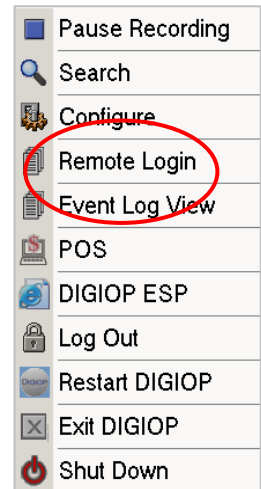 Pause Recording
Search
Configure
Remote Login
Event Log View
POS
DIGIOP ESP
Log Out
DIGIOP Restart DIGIOP
Exit DIGIOP
Shut Down